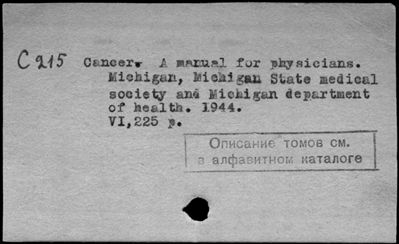 C 215 Cancer. A manual for physicians.
Michigan, Michigan State medical
society and Michigan department
of health. 1944.
VI,225 p.
Описание томов см.
в алфавитном каталоге